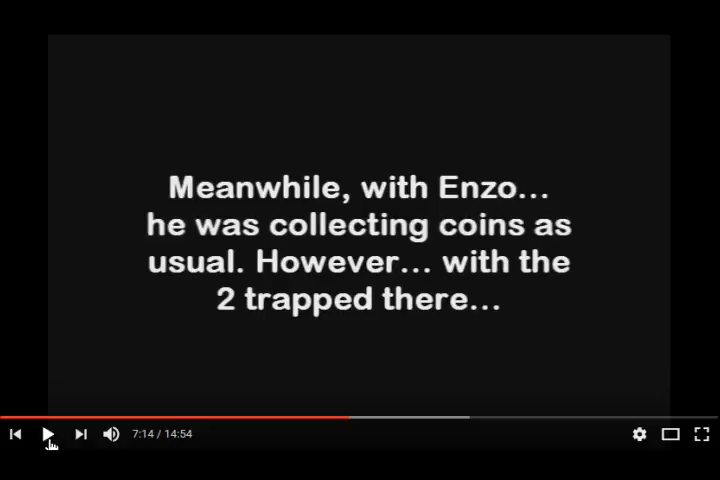 Meanwhile, with Enzo...
he was collecting coins as
usual. However... with the
2 trapped there...
7:14 / 14:54